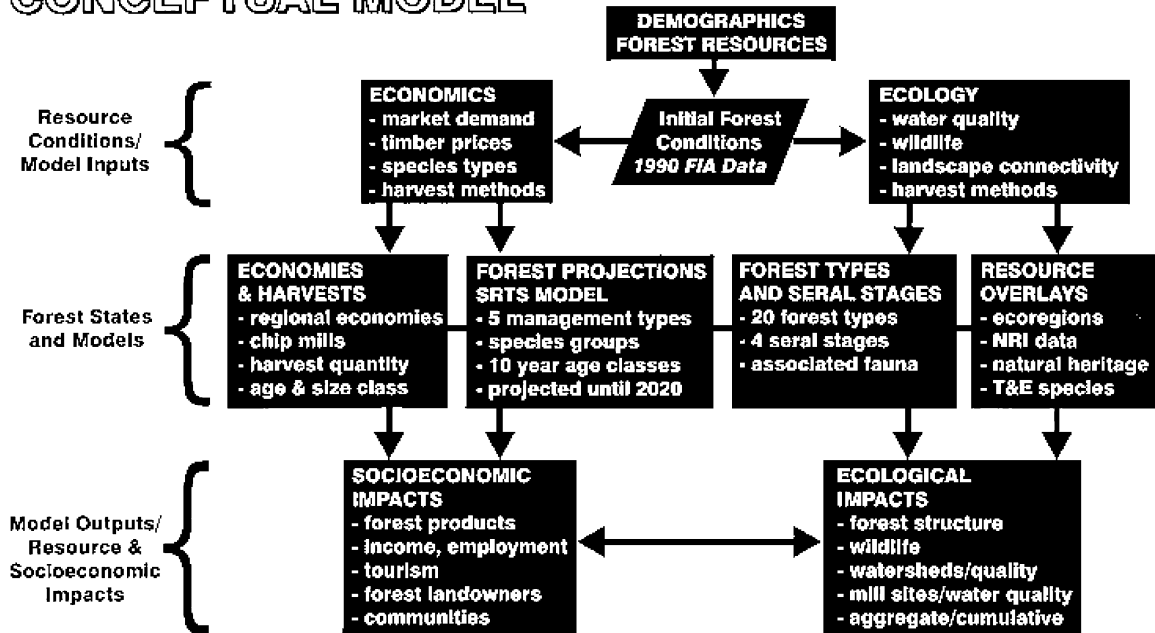 CONCEPTUAL MODEL
DEMOGRAPHICS
FOREST RESOURCES
Resource
Conditions/
Model Inputs
ECONOMICS
- market demand
- timber prices
- species types
- harvest methods
Initial Forest
Conditions
1990 FIA Data
ECOLOGY
- water quality
- wildlife
- landscape connectivity
- harvest methods
Forest States
and Models
ECONOMIES
& HARVESTS
- regional economies
- chip mills
- harvest quantity
- age & size class
FOREST PROJECTIONS
SRTS MODEL
- 5 management types
- species groups
- 10 year age classes
- projected until 2020
FOREST TYPES
AND SERAL STAGES
- 20 forest types
- 4 seral stages
- associated fauna
RESOURCE
OVERLAYS
- ecoregions
- NRI data
- natural heritage
- T&E species
Model Outputs/
Resource &
Socioeconomic
Impacts
SOCIOECONOMIC
IMPACTS
- forest products
- income, employment
- tourism
- forest landowners
- communities
ECOLOGICAL
IMPACTS
- forest structure
- wildlife
- watersheds/quality
- mill sites/water quality
- aggregate/cumulative